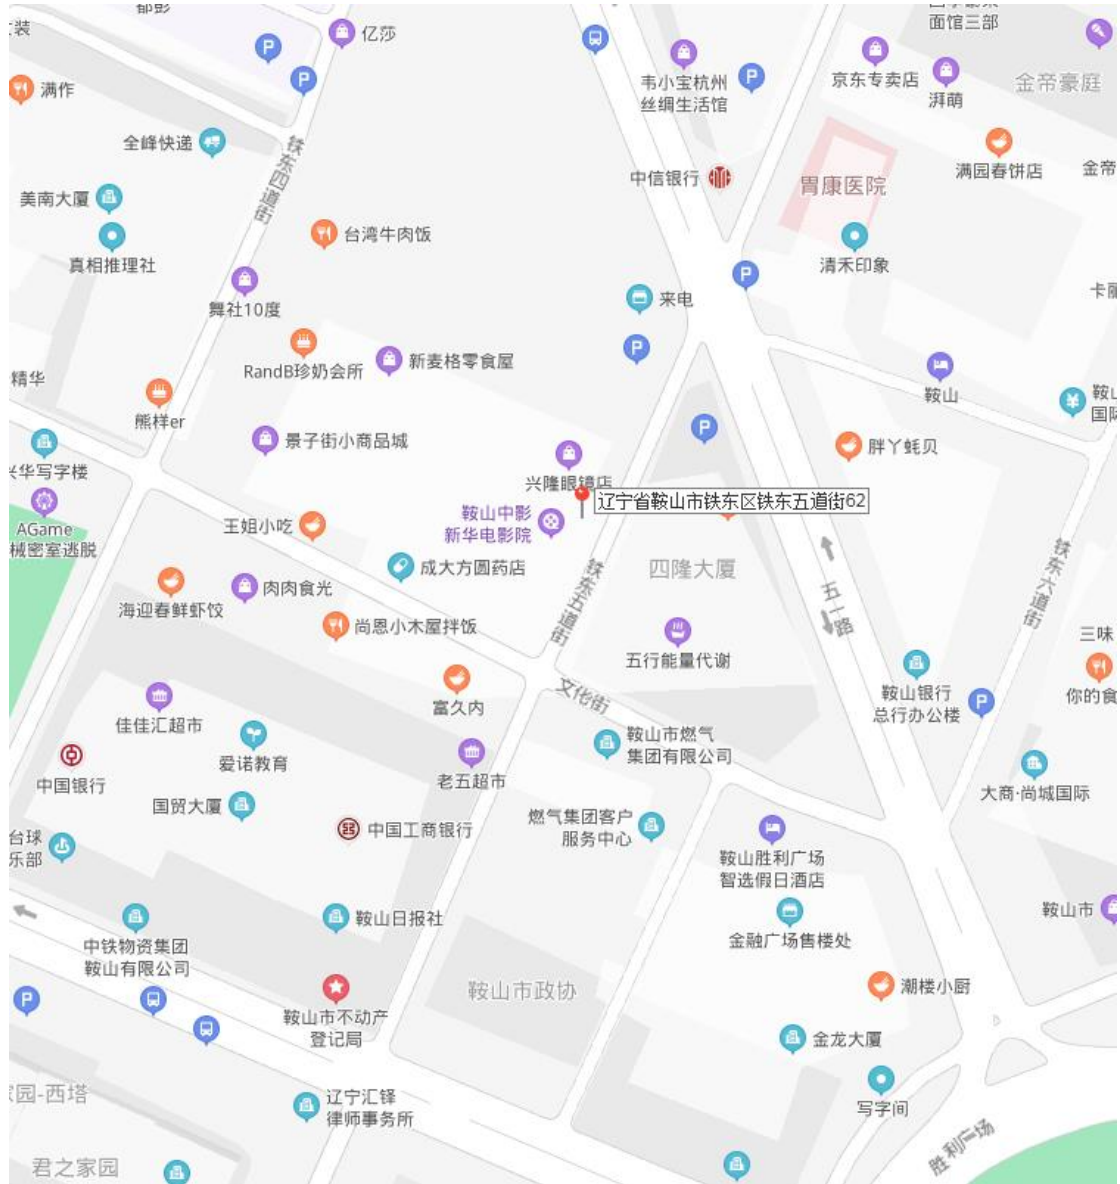 都彭
面馆三部
装
亿莎
满作
韦小宝杭州
丝绸生活馆
京东专卖店
湃萌
金帝豪庭
全峰快递
铁东四道街
中信银行
胃康医院
满园春饼店
金帝
美南大厦
真相推理社
台湾牛肉饭
清禾印象
舞社10度
来电
卡丽
RandB珍奶会所
新麦格零食屋
精华
熊样er
鞍山
鞍山
国际
景子街小商品城
胖丫蚝贝
兴华写字楼
兴隆眼镜店
辽宁省鞍山市铁东区铁东五道街62
AGame
械密室逃脱
王姐小吃
鞍山中影
新华电影院
成大方圆药店
四隆大厦
铁东五道街
五一路
铁东六道街
海迎春鲜虾饺
肉肉食光
尚恩小木屋拌饭
五行能量代谢
三味
你的食
鞍山银行
总行办公楼
文化街
富久内
佳佳汇超市
爱诺教育
鞍山市燃气
集团有限公司
中国银行
老五超市
大商·尚城国际
国贸大厦
中国工商银行
燃气集团客户
服务中心
台球
乐部
鞍山胜利广场
智选假日酒店
鞍山日报社
金融广场售楼处
鞍山市
中铁物资集团
鞍山有限公司
鞍山市政协
潮楼小厨
鞍山市不动产
登记局
金龙大厦
家园-西塔
辽宁汇铎
律师事务所
写字间
君之家园
胜利广场
P
P
P
P
P
P
P
P